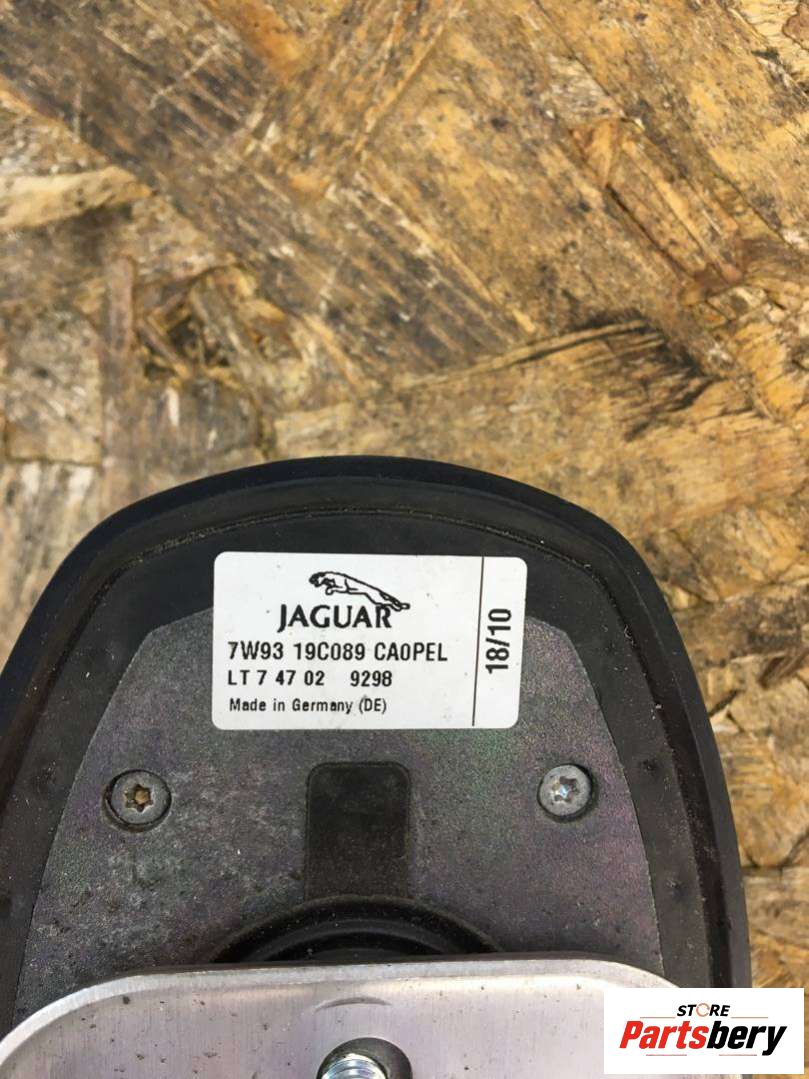 JAGUAR
7W93 19C089 CA0PEL
LT 7 47 02 9298
Made in Germany (DE)
18/10
STORE
Partsbery